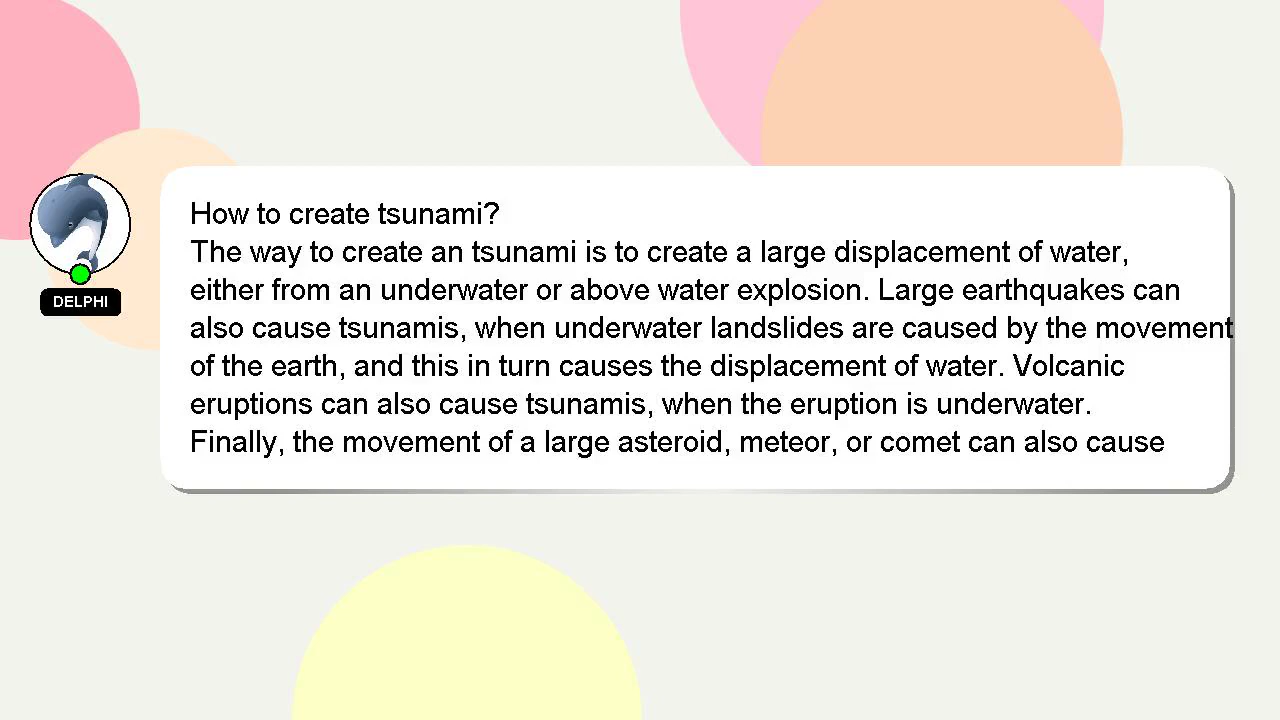 How to create tsunami?
The way to create an tsunami is to create a large displacement of water,
either from an underwater or above water explosion. Large earthquakes can
also cause tsunamis, when underwater landslides are caused by the movement
of the earth, and this in turn causes the displacement of water. Volcanic
eruptions can also cause tsunamis, when the eruption is underwater.
Finally, the movement of a large asteroid, meteor, or comet can also cause
DELPHI